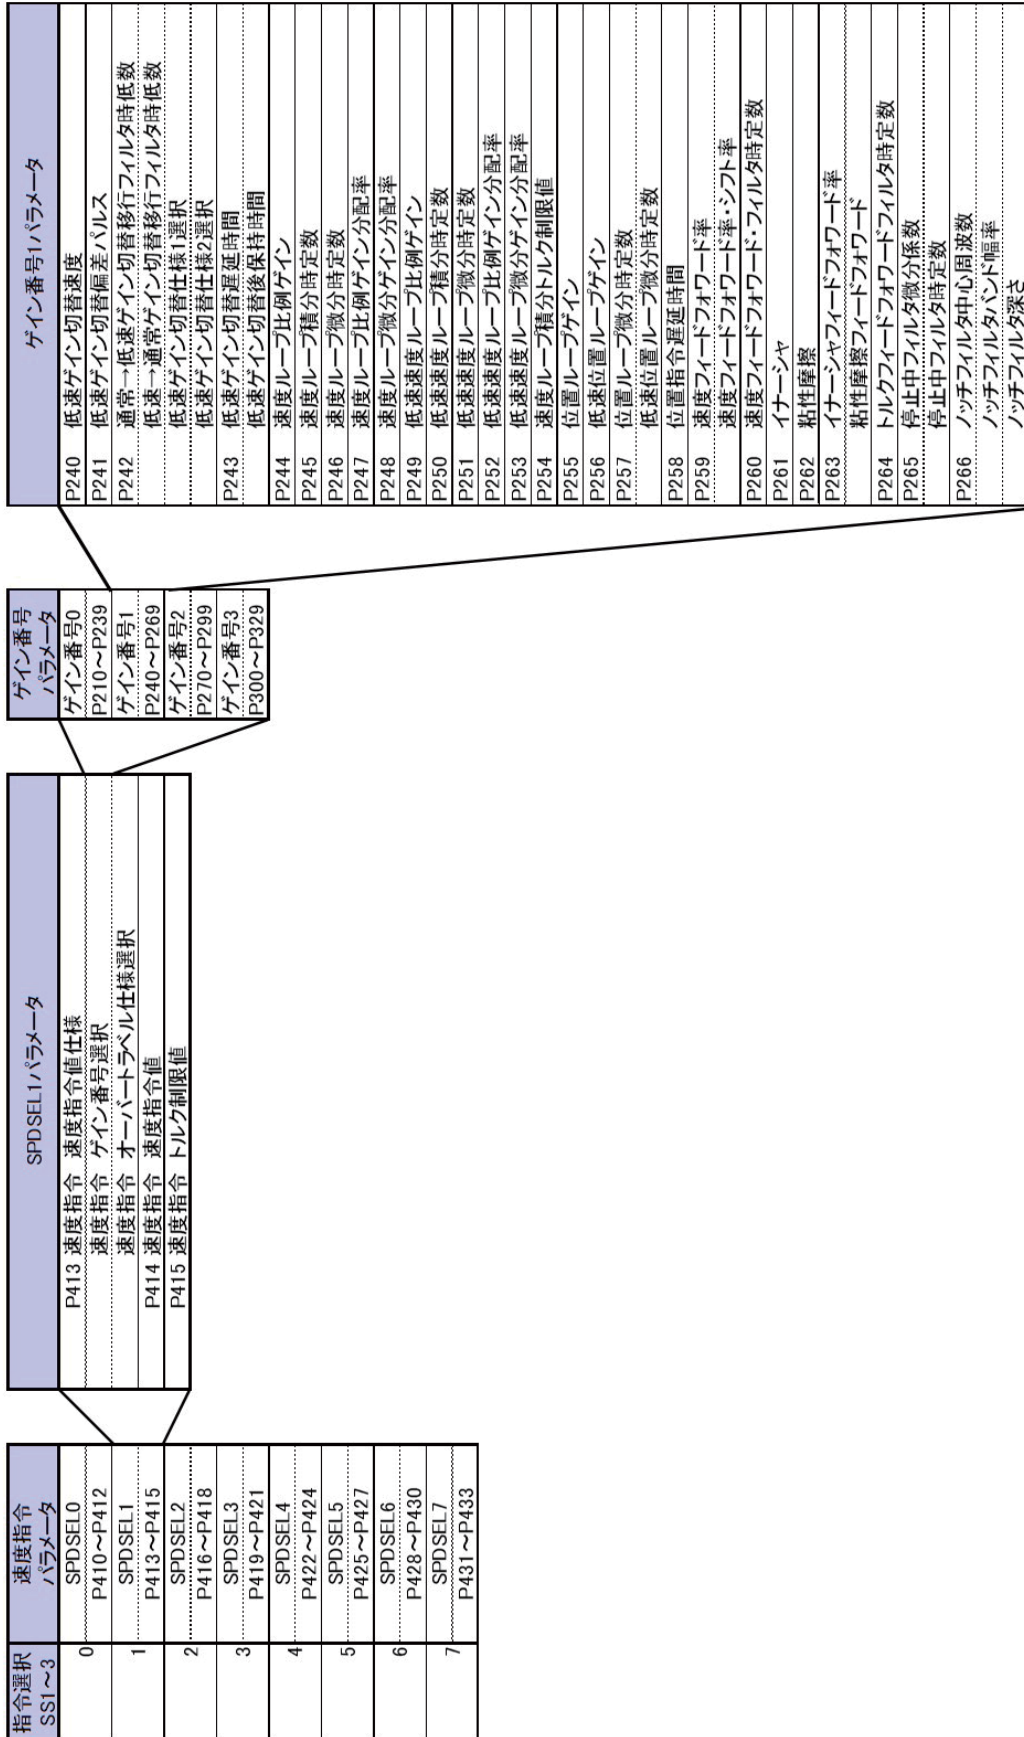 指令選択
SS1～3
0
1
2
3
4
5
6
7
速度指令
パラメータ
SPDSEL0
P410～P412
SPDSEL1
P413～P415
SPDSEL2
P416～P418
SPDSEL3
P419～P421
SPDSEL4
P422～P424
SPDSEL5
P425～P427
SPDSEL6
P428～P430
SPDSEL7
P431～P433
SPDSEL1パラメータ
P413 速度指令 速度指令値仕様
速度指令 ゲイン番号選択
速度指令 オーバートラベル仕様選択
P414 速度指令 速度指令値
P415 速度指令 トルク制限値
ゲイン番号
パラメータ
ゲイン番号0
P210～P239
ゲイン番号1
P240～P269
ゲイン番号2
P270～P299
ゲイン番号3
P300～P329
ゲイン番号1パラメータ
P240 低速ゲイン切替速度
P241 低速ゲイン切替偏差パルス
P242 通常→低速ゲイン切替移行フィルタ時低数
低速→通常ゲイン切替移行フィルタ時低数
低速ゲイン切替仕様1選択
低速ゲイン切替仕様2選択
P243 低速ゲイン切替遅延時間
低速ゲイン切替後保持時間
P244 速度ループ比例ゲイン
P245 速度ループ積分時定数
P246 速度ループ微分時定数
P247 速度ループ比例ゲイン分配率
P248 速度ループ微分ゲイン分配率
P249 低速速度ループ比例ゲイン
P250 低速速度ループ積分時定数
P251 低速速度ループ微分時定数
P252 低速速度ループ比例ゲイン分配率
P253 低速速度ループ微分ゲイン分配率
P254 速度ループ積分トルク制限値
P255 位置ループゲイン
P256 低速位置ループゲイン
P257 位置ループ微分時定数
低速位置ループ微分時定数
P258 位置指令遅延時間
P259 速度フィードフォワード率
速度フィードフォワード率・シフト率
P260 速度フィードフォワード・フィルタ時定数
P261 イナーシャ
P262 粘性摩擦
P263 イナーシャフィードフォワード率
粘性摩擦フィードフォワード
P264 トルクフィードフォワードフィルタ時定数
P265 停止中フィルタ微分係数
停止中フィルタ時定数
P266 ノッチフィルタ中心周波数
ノッチフィルタバンド幅率
ノッチフィルタ深さ